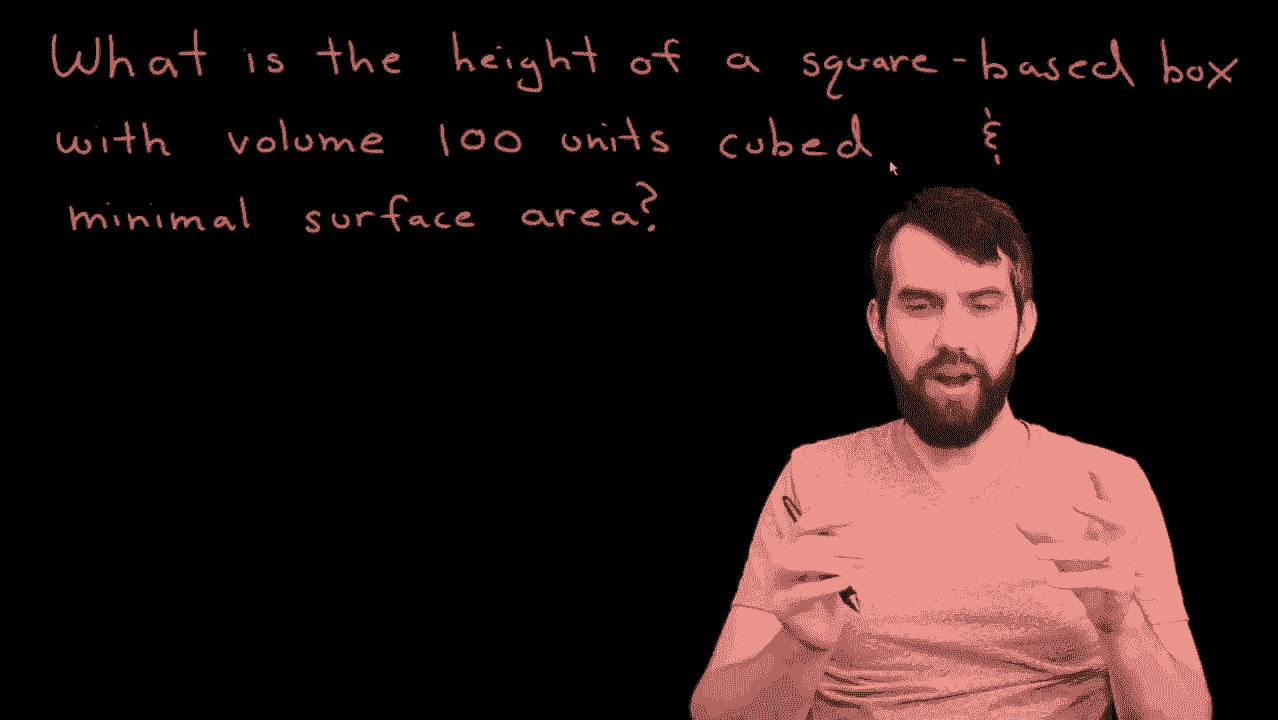 What is the height of a square-based box
with volume 100 units cubed &
minimal surface area?